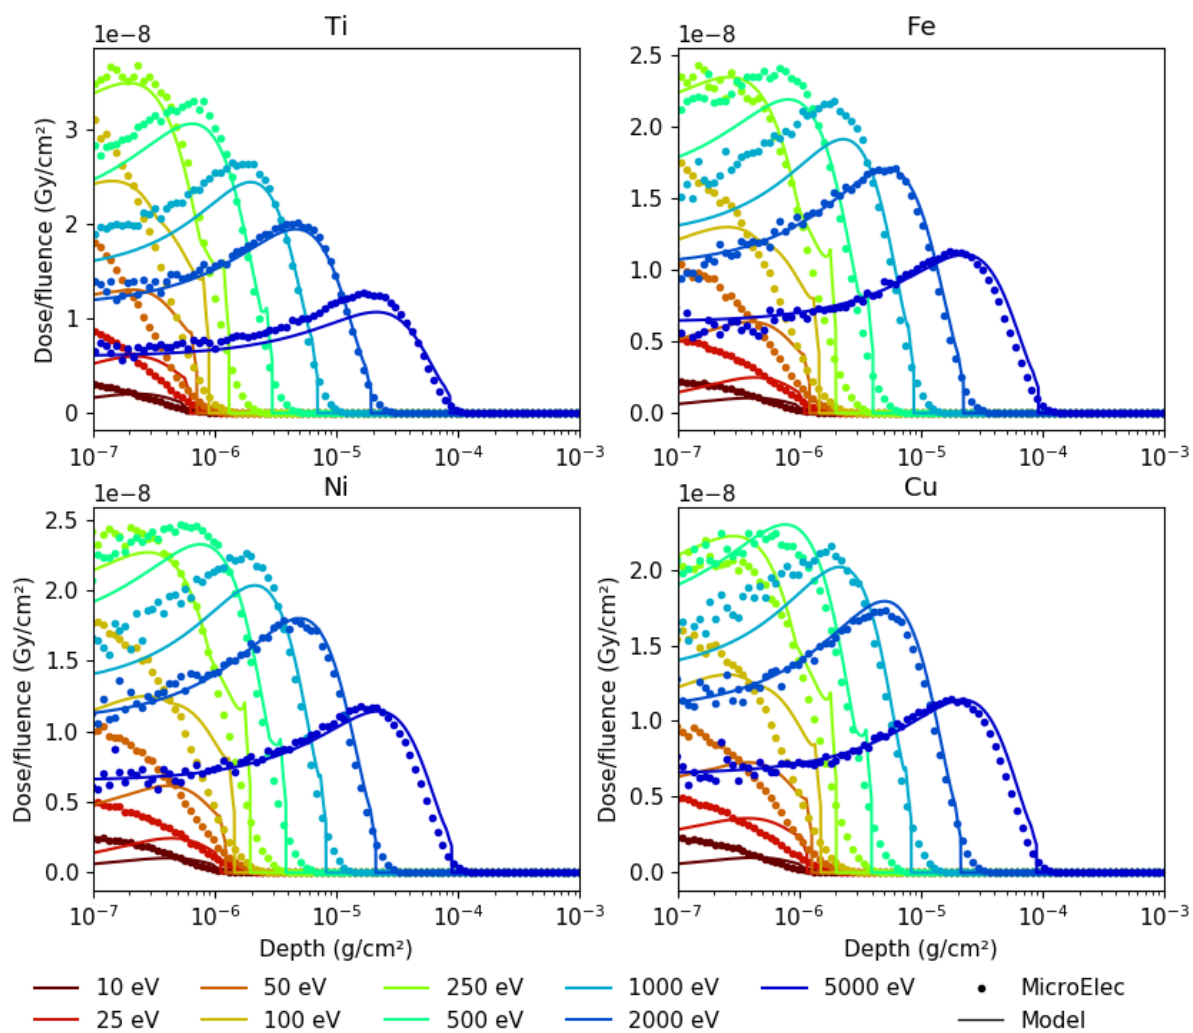 Ti
Fe
1e−8
1e−8
Dose/fluence (Gy/cm²)
3
2
1
0
2.5
2.0
1.5
1.0
0.5
0.0
10⁻⁷ 10⁻⁶ 10⁻⁵ 10⁻⁴ 10⁻³
10⁻⁷ 10⁻⁶ 10⁻⁵ 10⁻⁴ 10⁻³
Ni
Cu
1e−8
1e−8
Dose/fluence (Gy/cm²)
2.5
2.0
1.5
1.0
0.5
0.0
Dose/fluence (Gy/cm²)
2.0
1.5
1.0
0.5
0.0
10⁻⁷ 10⁻⁶ 10⁻⁵ 10⁻⁴ 10⁻³
10⁻⁷ 10⁻⁶ 10⁻⁵ 10⁻⁴ 10⁻³
Depth (g/cm²)
Depth (g/cm²)
10 eV 50 eV 250 eV 1000 eV 5000 eV MicroElec
25 eV 100 eV 500 eV 2000 eV Model